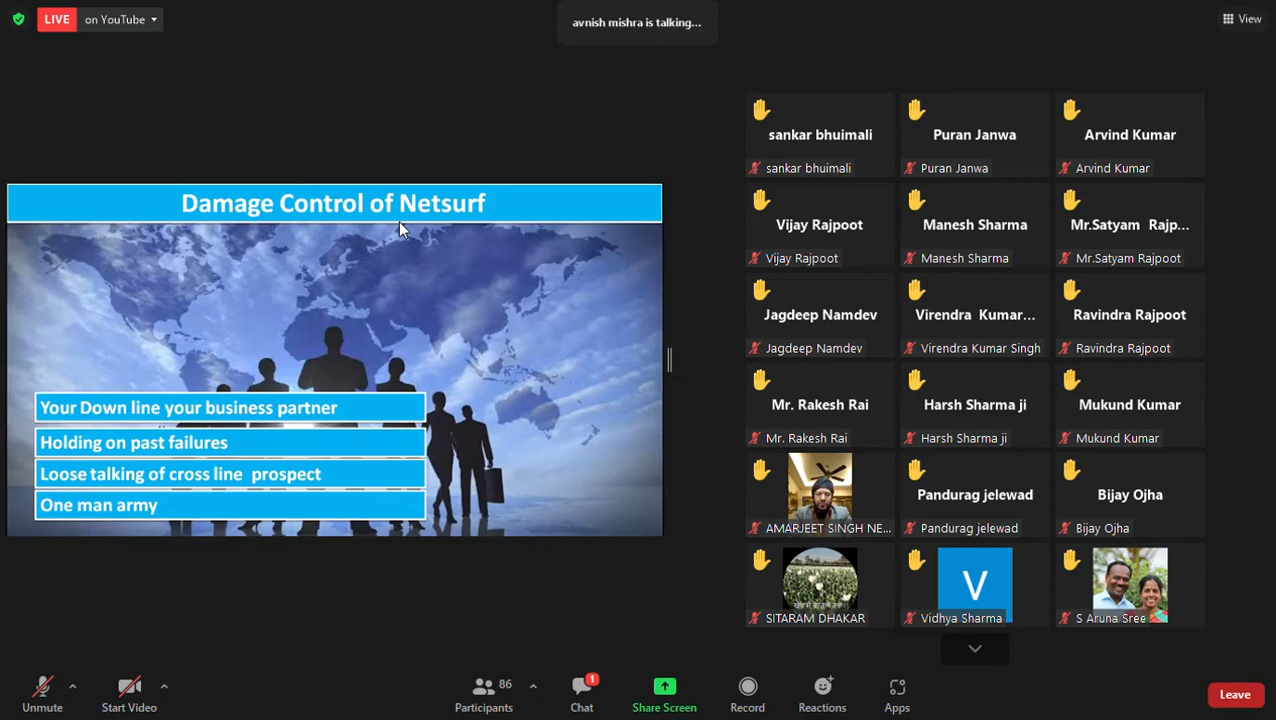 LIVE on YouTube
avnish mishra is talking...
View
Damage Control of Netsurf
Your Down line your business partner
Holding on past failures
Loose talking of cross line prospect
One man army
sankar bhuimali
Puran Janwa
Arvind Kumar
sankar bhuimali
Puran Janwa
Arvind Kumar
Vijay Rajpoot
Manesh Sharma
Mr.Satyam Rajp...
Vijay Rajpoot
Manesh Sharma
Mr.Satyam Rajpoot
Jagdeep Namdev
Virendra Kumar...
Ravindra Rajpoot
Jagdeep Namdev
Virendra Kumar Singh
Ravindra Rajpoot
Mr. Rakesh Rai
Harsh Sharma ji
Mukund Kumar
Mr. Rakesh Rai
Harsh Sharma ji
Mukund Kumar
Pandurag jelewad
Bijay Ojha
AMARJEET SINGH NE...
Pandurag jelewad
Bijay Ojha
V
SITARAM DHAKAR
Vidhya Sharma
S Aruna Sree
Unmute
Start Video
86
Participants
1
Chat
Share Screen
Record
Reactions
Apps
Leave